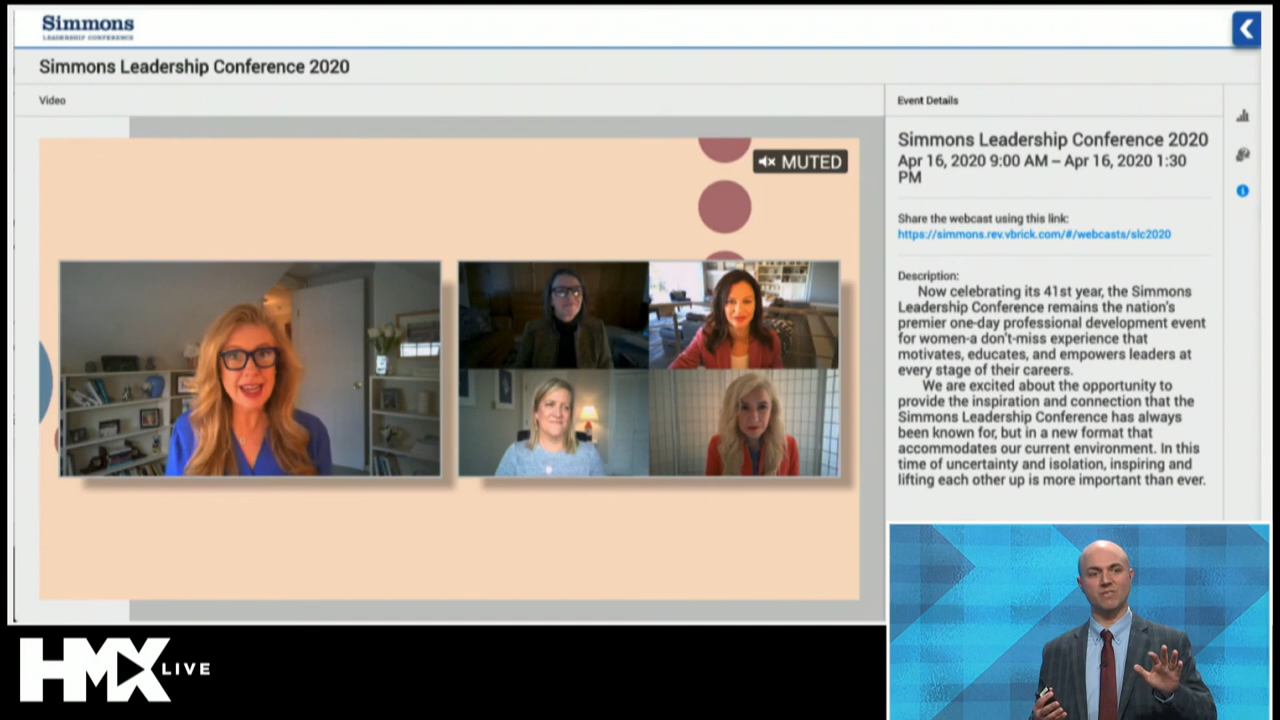 Simmons
LEADERSHIP CONFERENCE
Simmons Leadership Conference 2020
Video
MUTED
Event Details
Simmons Leadership Conference 2020
Apr 16, 2020 9:00 AM – Apr 16, 2020 1:30
PM
Share the webcast using this link:
https://simmons.rev.vbrick.com/#/webcasts/slc2020
Description:
Now celebrating its 41st year, the Simmons
Leadership Conference remains the nation's
premier one-day professional development event
for women-a don't-miss experience that
motivates, educates, and empowers leaders at
every stage of their careers.
We are excited about the opportunity to
provide the inspiration and connection that the
Simmons Leadership Conference has always
been known for, but in a new format that
accommodates our current environment. In this
time of uncertainty and isolation, inspiring and
lifting each other up is more important than ever.
HMX LIVE